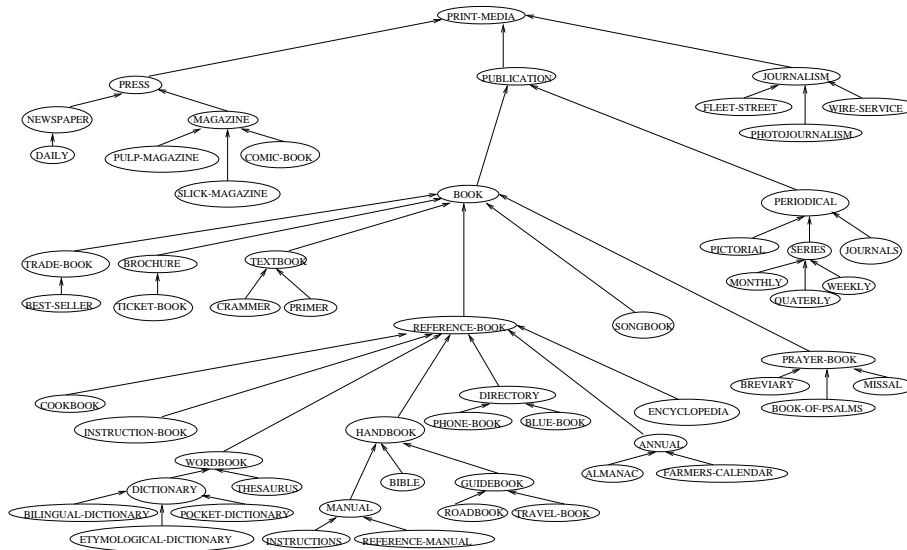 PRINT-MEDIA
PRESS
PUBLICATION
JOURNALISM
NEWSPAPER
MAGAZINE
FLEET-STREET
WIRE-SERVICE
PHOTOJOURNALISM
DAILY
PULP-MAGAZINE
COMIC-BOOK
SLICK-MAGAZINE
BOOK
PERIODICAL
TRADE-BOOK
BROCHURE
TEXTBOOK
PICTORIAL
SERIES
JOURNALS
MONTHLY
WEEKLY
QUATERLY
BEST-SELLER
TICKET-BOOK
CRAMMER
PRIMER
REFERENCE-BOOK
SONGBOOK
PRAYER-BOOK
BREVIARY
MISSAL
BOOK-OF-PSALMS
COOKBOOK
INSTRUCTION-BOOK
DIRECTORY
ENCYCLOPEDIA
PHONE-BOOK
BLUE-BOOK
HANDBOOK
ANNUAL
WORDBOOK
ALMANAC
FARMERS-CALENDAR
DICTIONARY
THESAURUS
BIBLE
GUIDEBOOK
BILINGUAL-DICTIONARY
POCKET-DICTIONARY
MANUAL
ROADBOOK
TRAVEL-BOOK
ETYMOLOGICAL-DICTIONARY
INSTRUCTIONS
REFERENCE-MANUAL